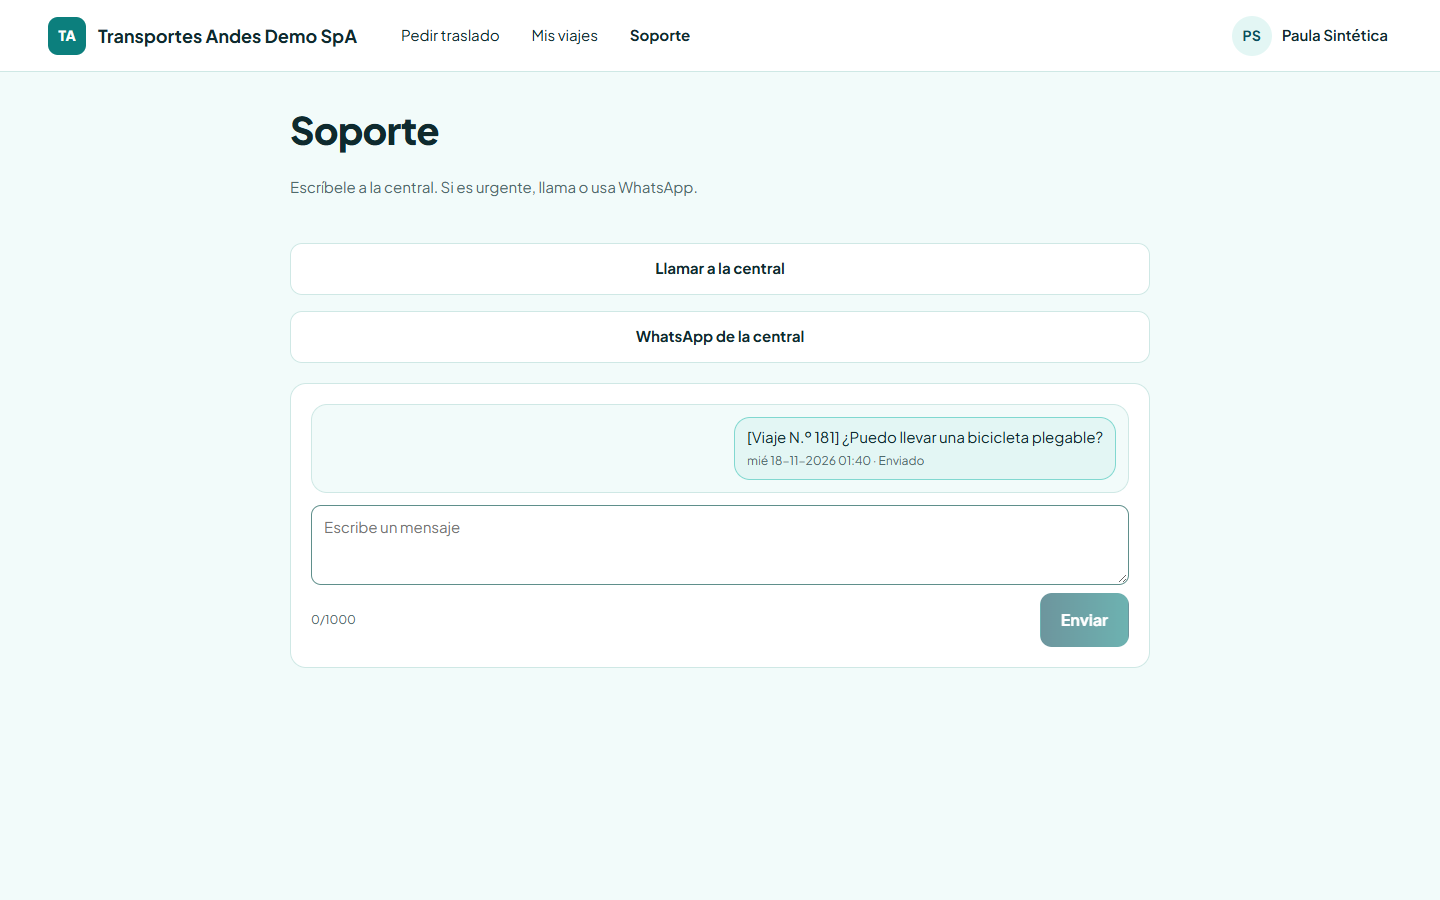 TA Transportes Andes Demo SpA Pedir traslado Mis viajes Soporte PS Paula Sintética
Soporte
Escríbele a la central. Si es urgente, llama o usa WhatsApp.
Llamar a la central
WhatsApp de la central
[Viaje N.º 181] ¿Puedo llevar una bicicleta plegable?
mié 18-11-2026 01:40 · Enviado
Escribe un mensaje
0/1000 Enviar